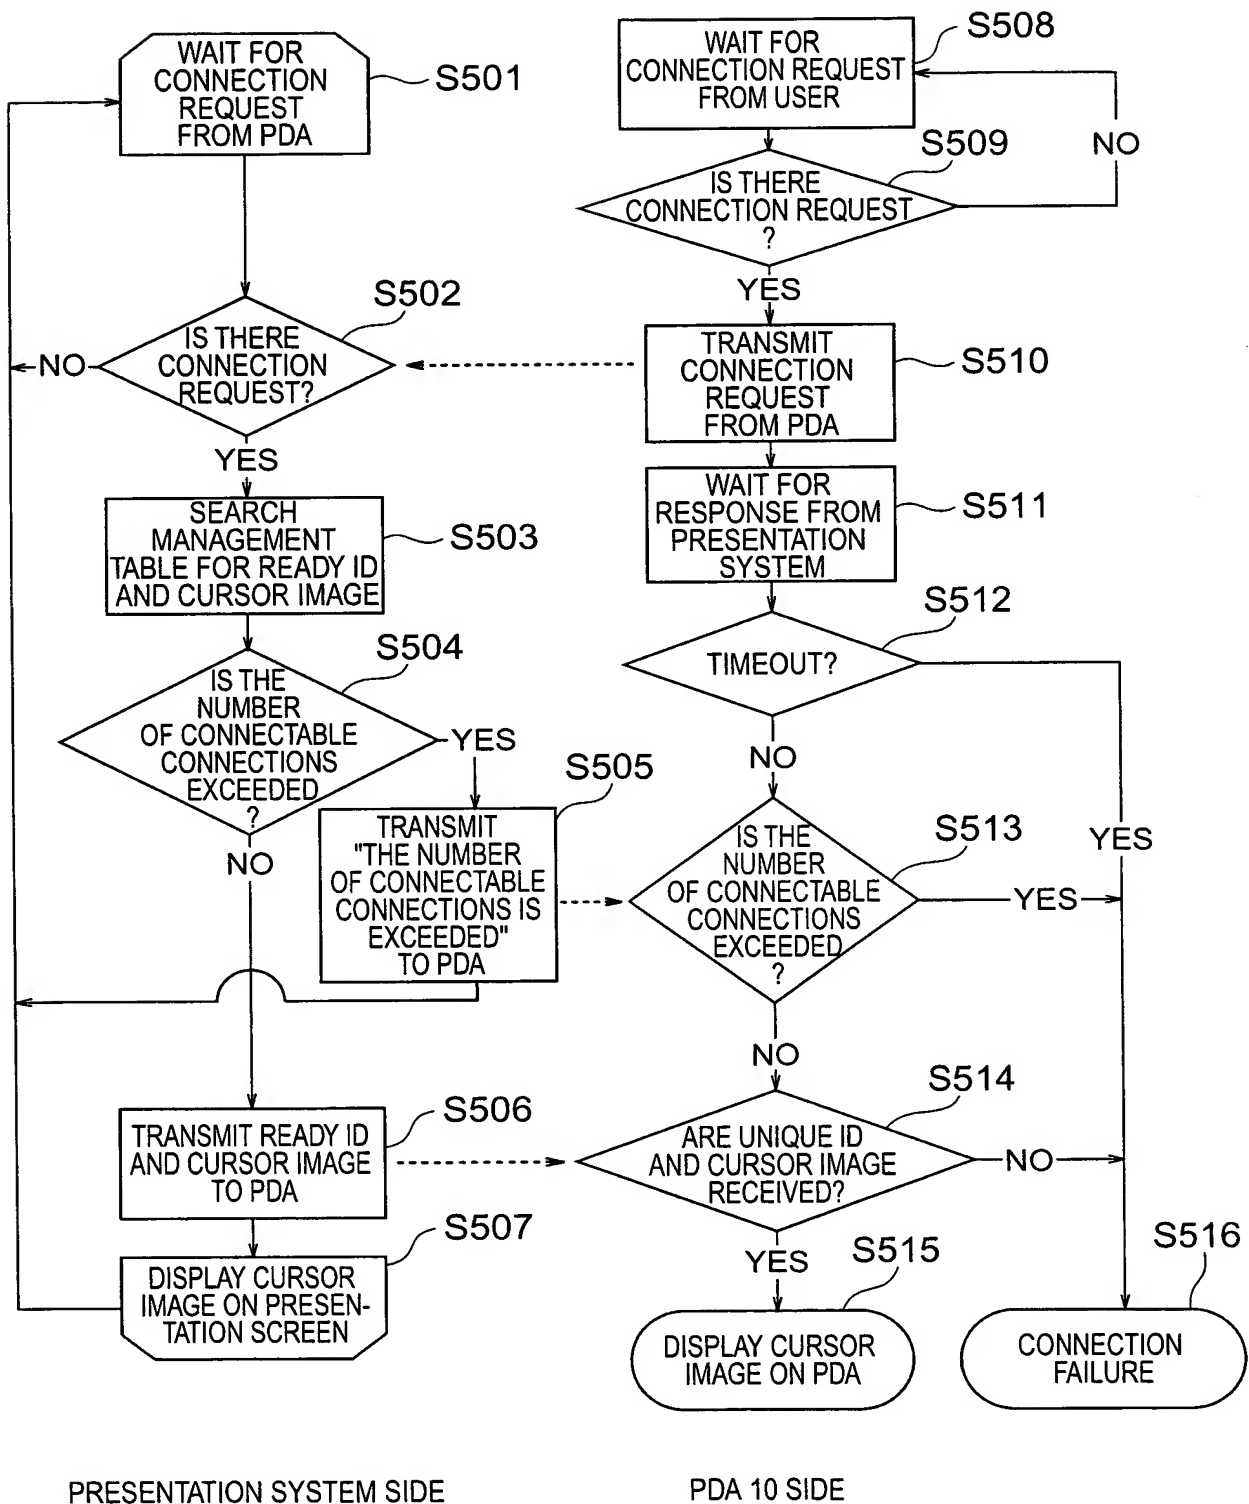 WAIT FOR
CONNECTION
REQUEST
FROM PDA
S501
IS THERE
CONNECTION
REQUEST?
S502
NO
YES
SEARCH
MANAGEMENT
TABLE FOR READY ID
AND CURSOR IMAGE
S503
IS THE
NUMBER
OF CONNECTABLE
CONNECTIONS
EXCEEDED
?
S504
YES
NO
TRANSMIT
"THE NUMBER
OF CONNECTABLE
CONNECTIONS IS
EXCEEDED"
TO PDA
S505
TRANSMIT READY ID
AND CURSOR IMAGE
TO PDA
S506
DISPLAY CURSOR
IMAGE ON PRESEN-
TATION SCREEN
S507
PRESENTATION SYSTEM SIDE
WAIT FOR
CONNECTION REQUEST
FROM USER
S508
IS THERE
CONNECTION REQUEST
?
S509
NO
YES
TRANSMIT
CONNECTION
REQUEST
FROM PDA
S510
WAIT FOR
RESPONSE FROM
PRESENTATION
SYSTEM
S511
TIMEOUT?
S512
YES
NO
IS THE
NUMBER
OF CONNECTABLE
CONNECTIONS
EXCEEDED
?
S513
YES
NO
ARE UNIQUE ID
AND CURSOR IMAGE
RECEIVED?
S514
NO
YES
DISPLAY CURSOR
IMAGE ON PDA
S515
CONNECTION
FAILURE
S516
PDA 10 SIDE